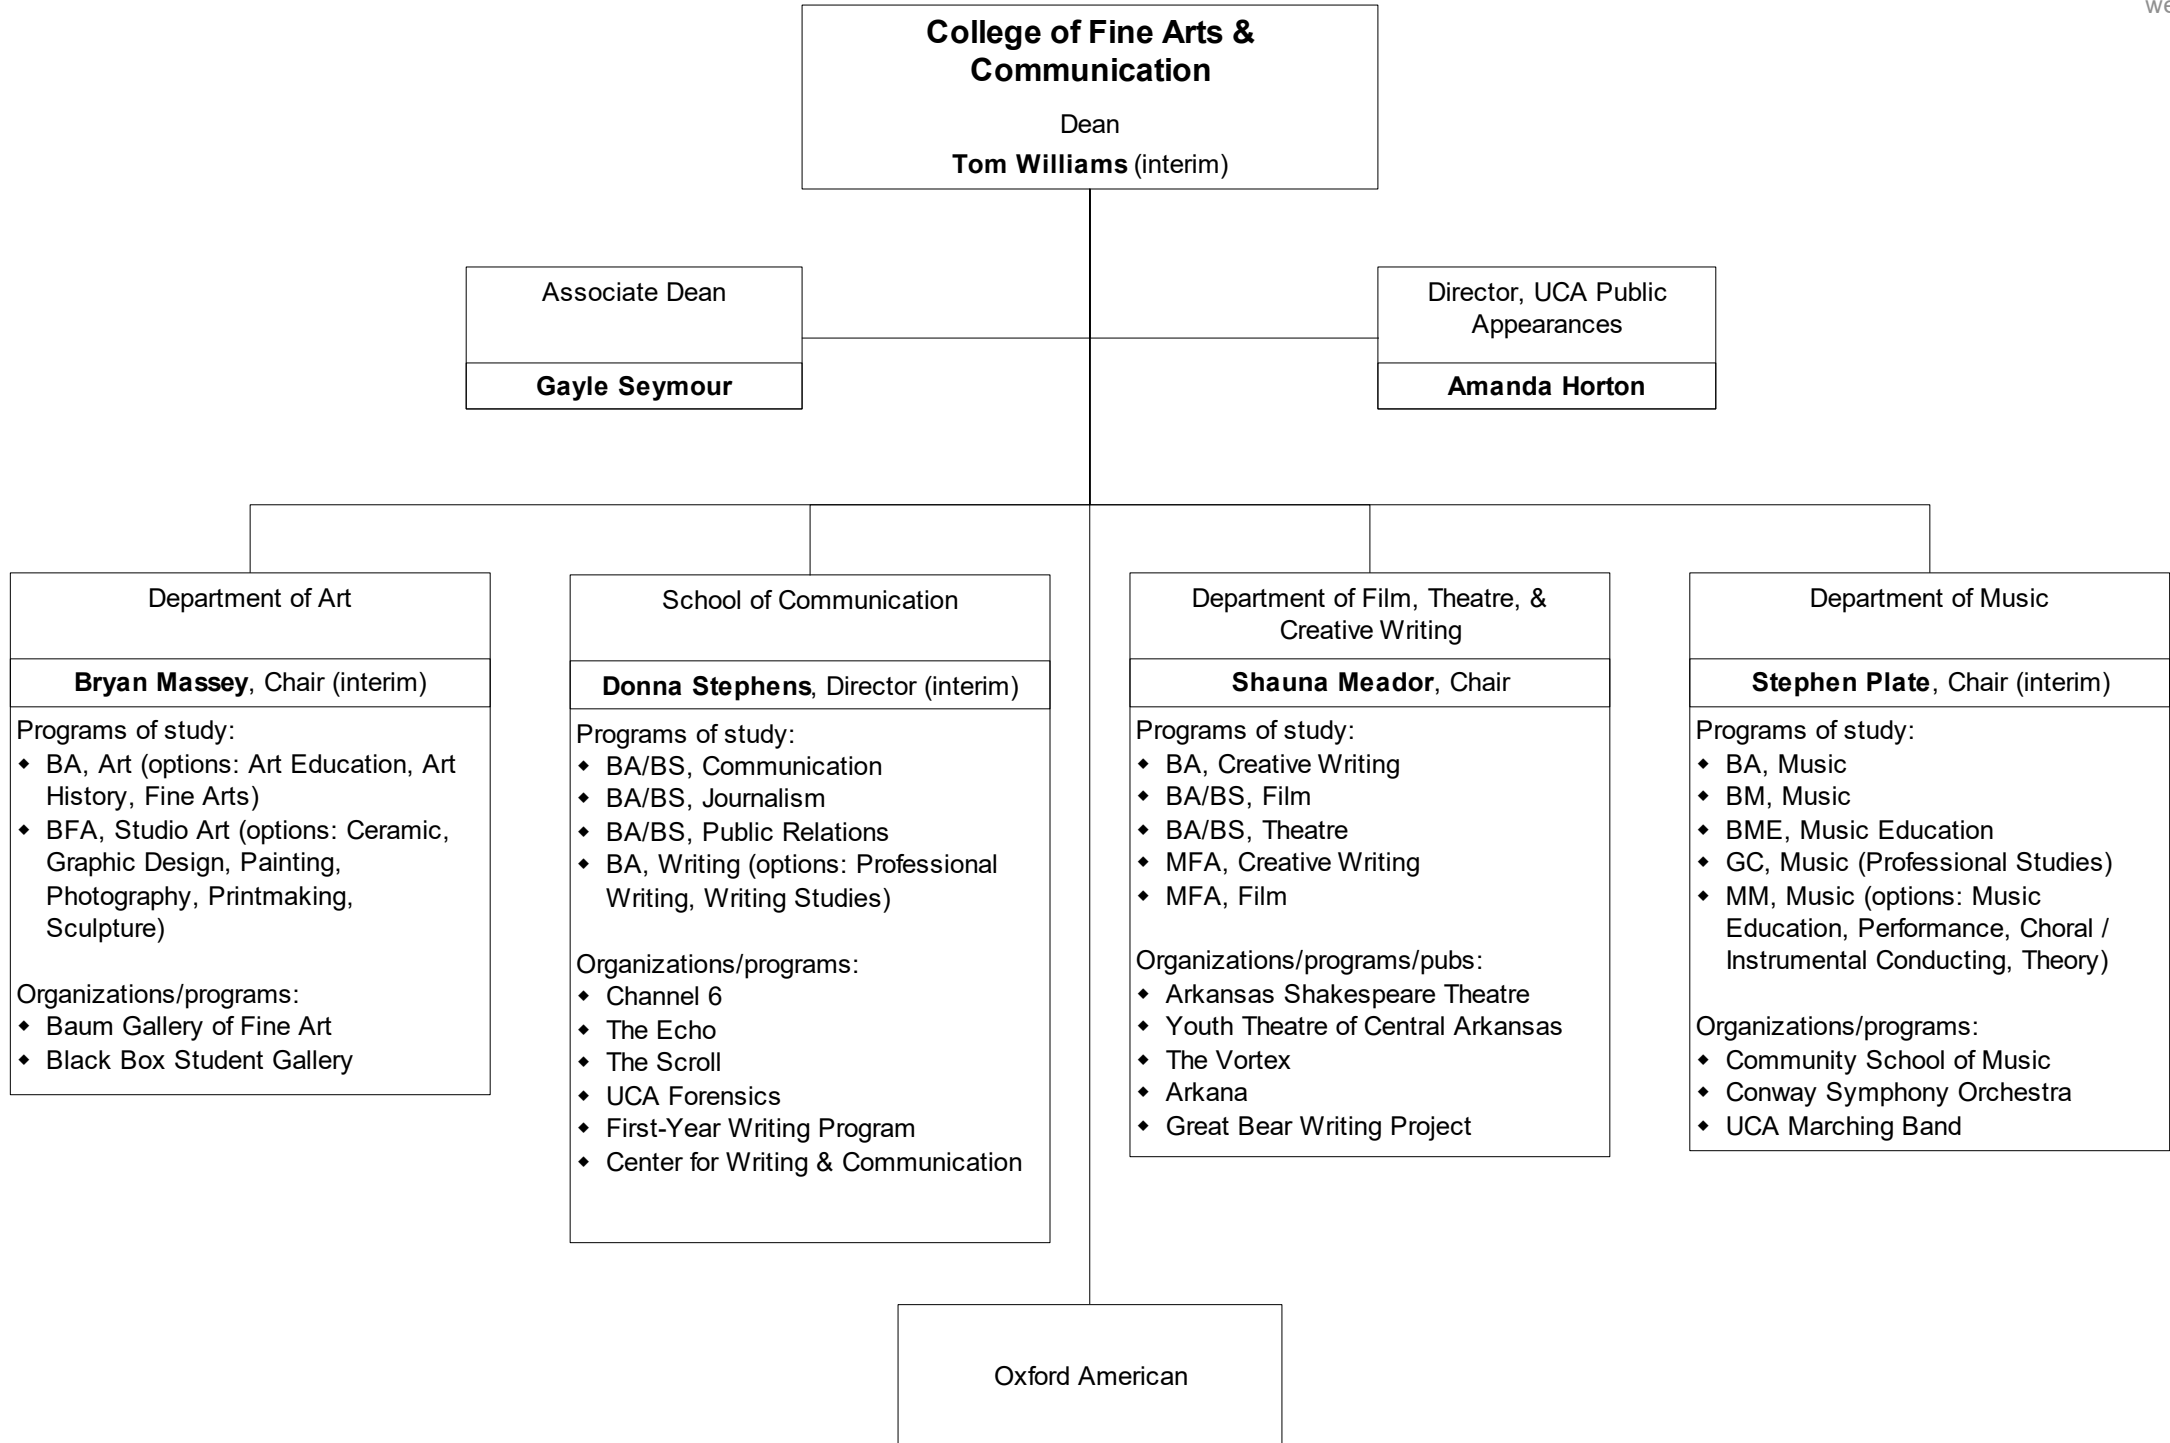 we
College of Fine Arts &
Communication
Dean
Tom Williams (interim)
Associate Dean
Gayle Seymour
Director, UCA Public
Appearances
Amanda Horton
Department of Art
Bryan Massey, Chair (interim)
Programs of study:
◆ BA, Art (options: Art Education, Art
History, Fine Arts)
◆ BFA, Studio Art (options: Ceramic,
Graphic Design, Painting,
Photography, Printmaking,
Sculpture)
Organizations/programs:
◆ Baum Gallery of Fine Art
◆ Black Box Student Gallery
School of Communication
Donna Stephens, Director (interim)
Programs of study:
◆ BA/BS, Communication
◆ BA/BS, Journalism
◆ BA/BS, Public Relations
◆ BA, Writing (options: Professional
Writing, Writing Studies)
Organizations/programs:
◆ Channel 6
◆ The Echo
◆ The Scroll
◆ UCA Forensics
◆ First-Year Writing Program
◆ Center for Writing & Communication
Department of Film, Theatre, &
Creative Writing
Shauna Meador, Chair
Programs of study:
◆ BA, Creative Writing
◆ BA/BS, Film
◆ BA/BS, Theatre
◆ MFA, Creative Writing
◆ MFA, Film
Organizations/programs/pubs:
◆ Arkansas Shakespeare Theatre
◆ Youth Theatre of Central Arkansas
◆ The Vortex
◆ Arkana
◆ Great Bear Writing Project
Department of Music
Stephen Plate, Chair (interim)
Programs of study:
◆ BA, Music
◆ BM, Music
◆ BME, Music Education
◆ GC, Music (Professional Studies)
◆ MM, Music (options: Music
Education, Performance, Choral /
Instrumental Conducting, Theory)
Organizations/programs:
◆ Community School of Music
◆ Conway Symphony Orchestra
◆ UCA Marching Band
Oxford American